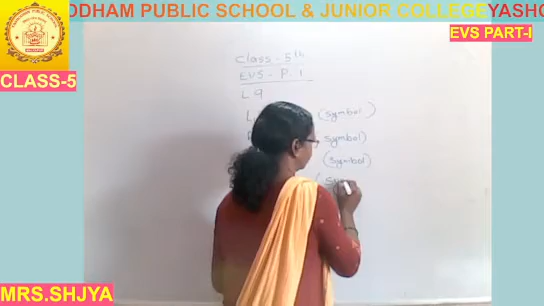 ODHAM PUBLIC SCHOOL & JUNIOR COLLEGE YASHO
EVS PART-I
CLASS-5
Class - 5th
EVS - P. 1
L 9
(symbol)
symbol)
(symbol)
MRS.SHJYA